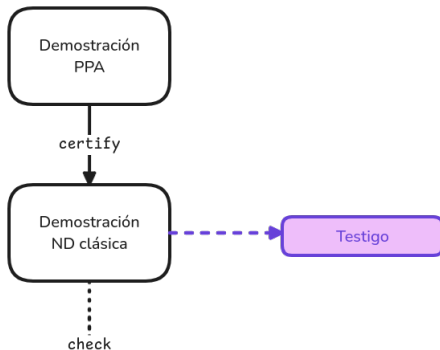 Demostración
PPA
certify
Demostración
ND clásica
Testigo
check